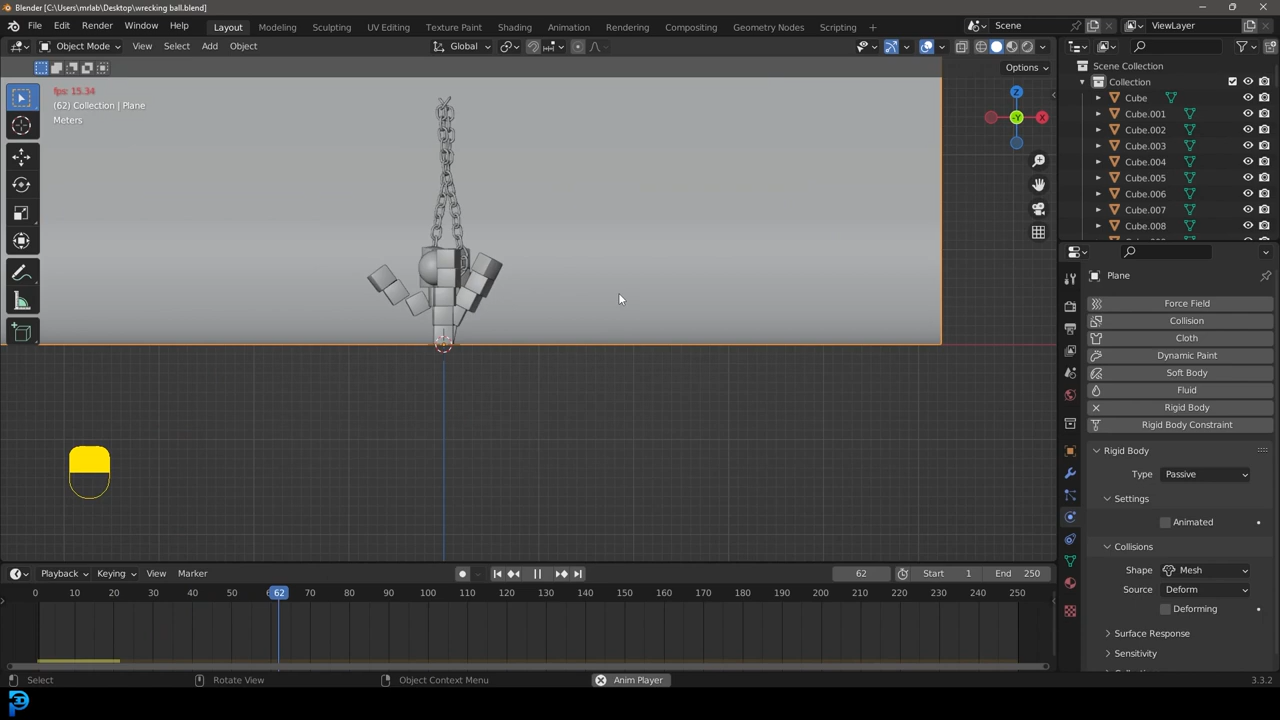 Blender [C:\Users\mrlab\Desktop\wrecking ball.blend]
File Edit Render Window Help Layout Modeling Sculpting UV Editing Texture Paint Shading Animation Rendering Compositing Geometry Nodes Scripting Scene ViewLayer
Object Mode View Select Add Object Global
Options
fps: 15.34
(62) Collection | Plane
Meters
Z
-Y
X
Scene Collection
Collection
Cube
Cube.001
Cube.002
Cube.003
Cube.004
Cube.005
Cube.006
Cube.007
Cube.008
Plane
Force Field
Collision
Cloth
Dynamic Paint
Soft Body
Fluid
Rigid Body
Rigid Body Constraint
Rigid Body
Type Passive
Settings
Animated
Collisions
Shape Mesh
Source Deform
Deforming
Surface Response
Sensitivity
Playback Keying View Marker 62 Start 1 End 250
0 10 20 30 40 50 62 70 80 90 100 110 120 130 140 150 160 170 180 190 200 210 220 230 240 250
Select Rotate View Object Context Menu Anim Player 3.3.2